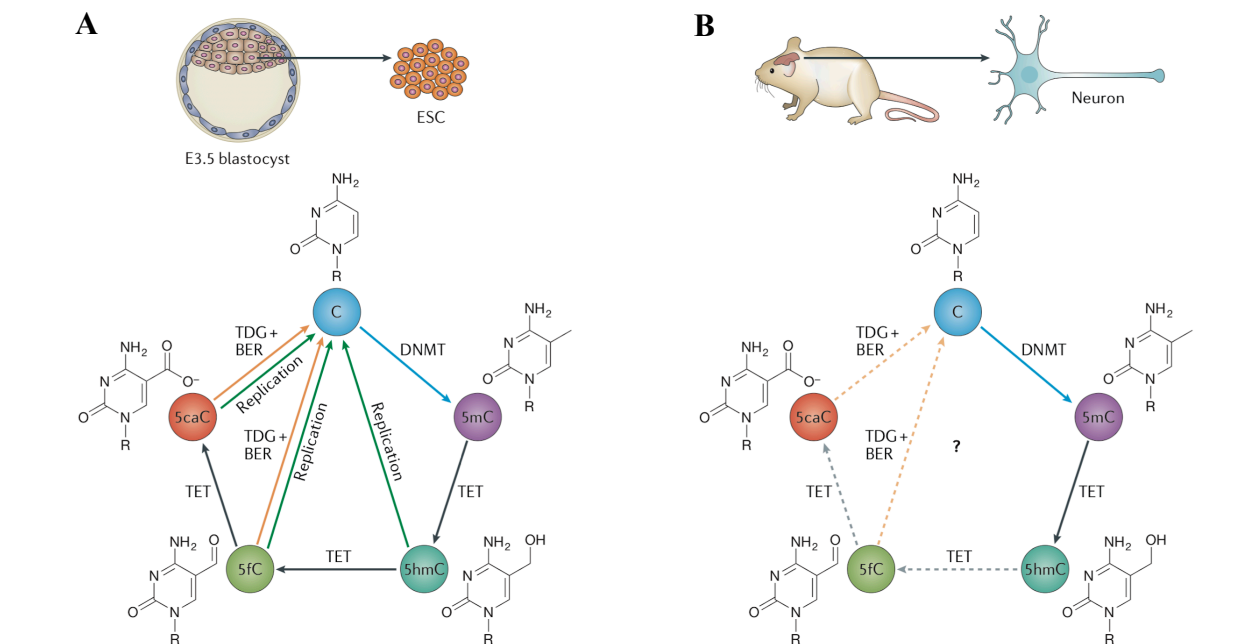 A
B
E3.5 blastocyst
ESC
Neuron
NH₂
N
O
N
R
C
TDG +
BER
Replication
DNMT
NH₂
N
O
N
R
5mC
NH₂
O
N
O⁻
O
N
R
5caC
TDG +
BER
Replication
Replication
TET
TET
NH₂
O
N
O
N
R
5fC
TET
5hmC
NH₂
OH
N
O
N
R
NH₂
N
O
N
R
C
TDG +
BER
DNMT
NH₂
N
O
N
R
5mC
NH₂
O
N
O⁻
O
N
R
5caC
TDG +
BER
?
TET
TET
NH₂
O
N
O
N
R
5fC
TET
5hmC
NH₂
OH
N
O
N
R